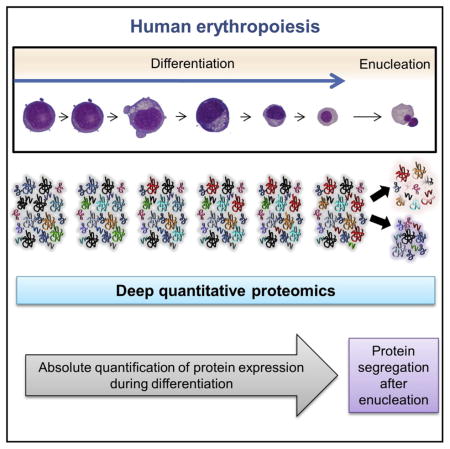 Human erythropoiesis
Differentiation
Enucleation
Deep quantitative proteomics
Absolute quantification of protein expression
during differentiation
Protein
segregation
after
enucleation